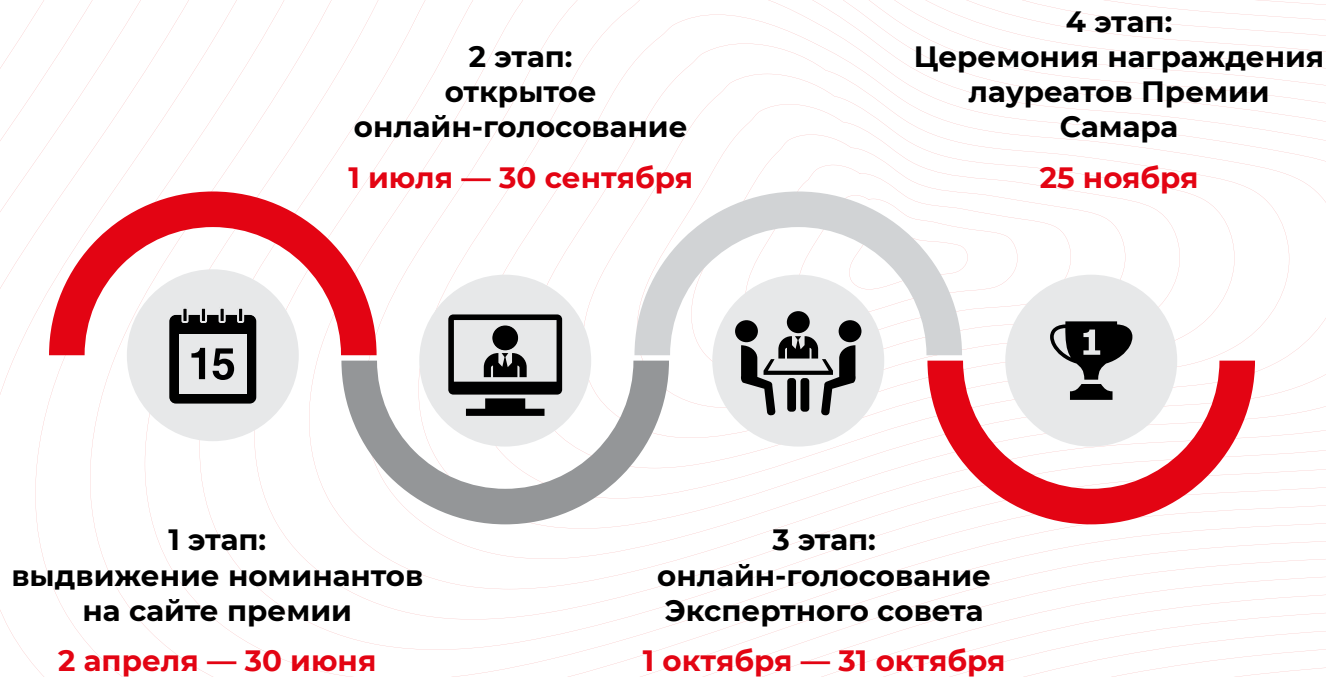 4 этап:
Церемония награждения
лауреатов Премии
Самара
25 ноября
2 этап:
открытое
онлайн-голосование
1 июля — 30 сентября
15
1
1 этап:
выдвижение номинантов
на сайте премии
2 апреля — 30 июня
3 этап:
онлайн-голосование
Экспертного совета
1 октября — 31 октября